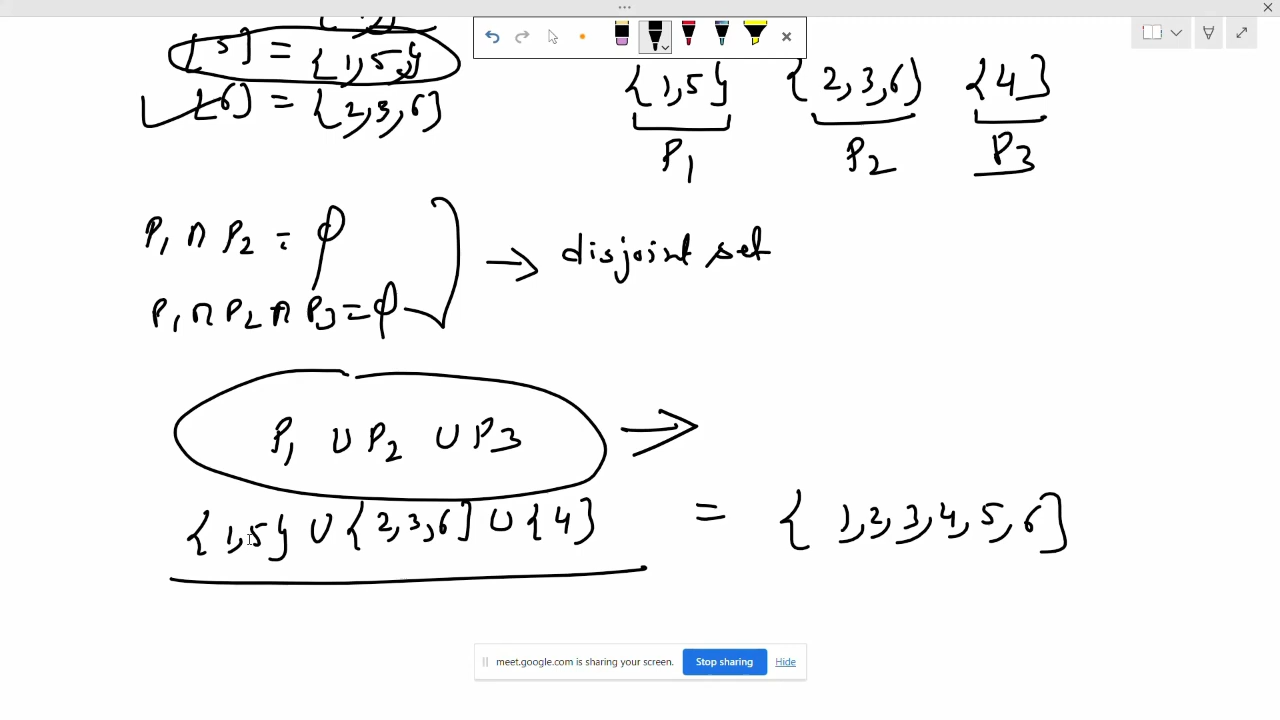 [5] = {1,5}
[6] = {2,3,6}
{1,5} {2,3,6} {4}
P1 P2 P3
P1 ∩ P2 = φ
P1 ∩ P2 ∩ P3 = φ
→ disjoint set
P1 ∪ P2 ∪ P3 →
{1,5} ∪ {2,3,6} ∪ {4} = {1,2,3,4,5,6}
meet.google.com is sharing your screen. Stop sharing Hide